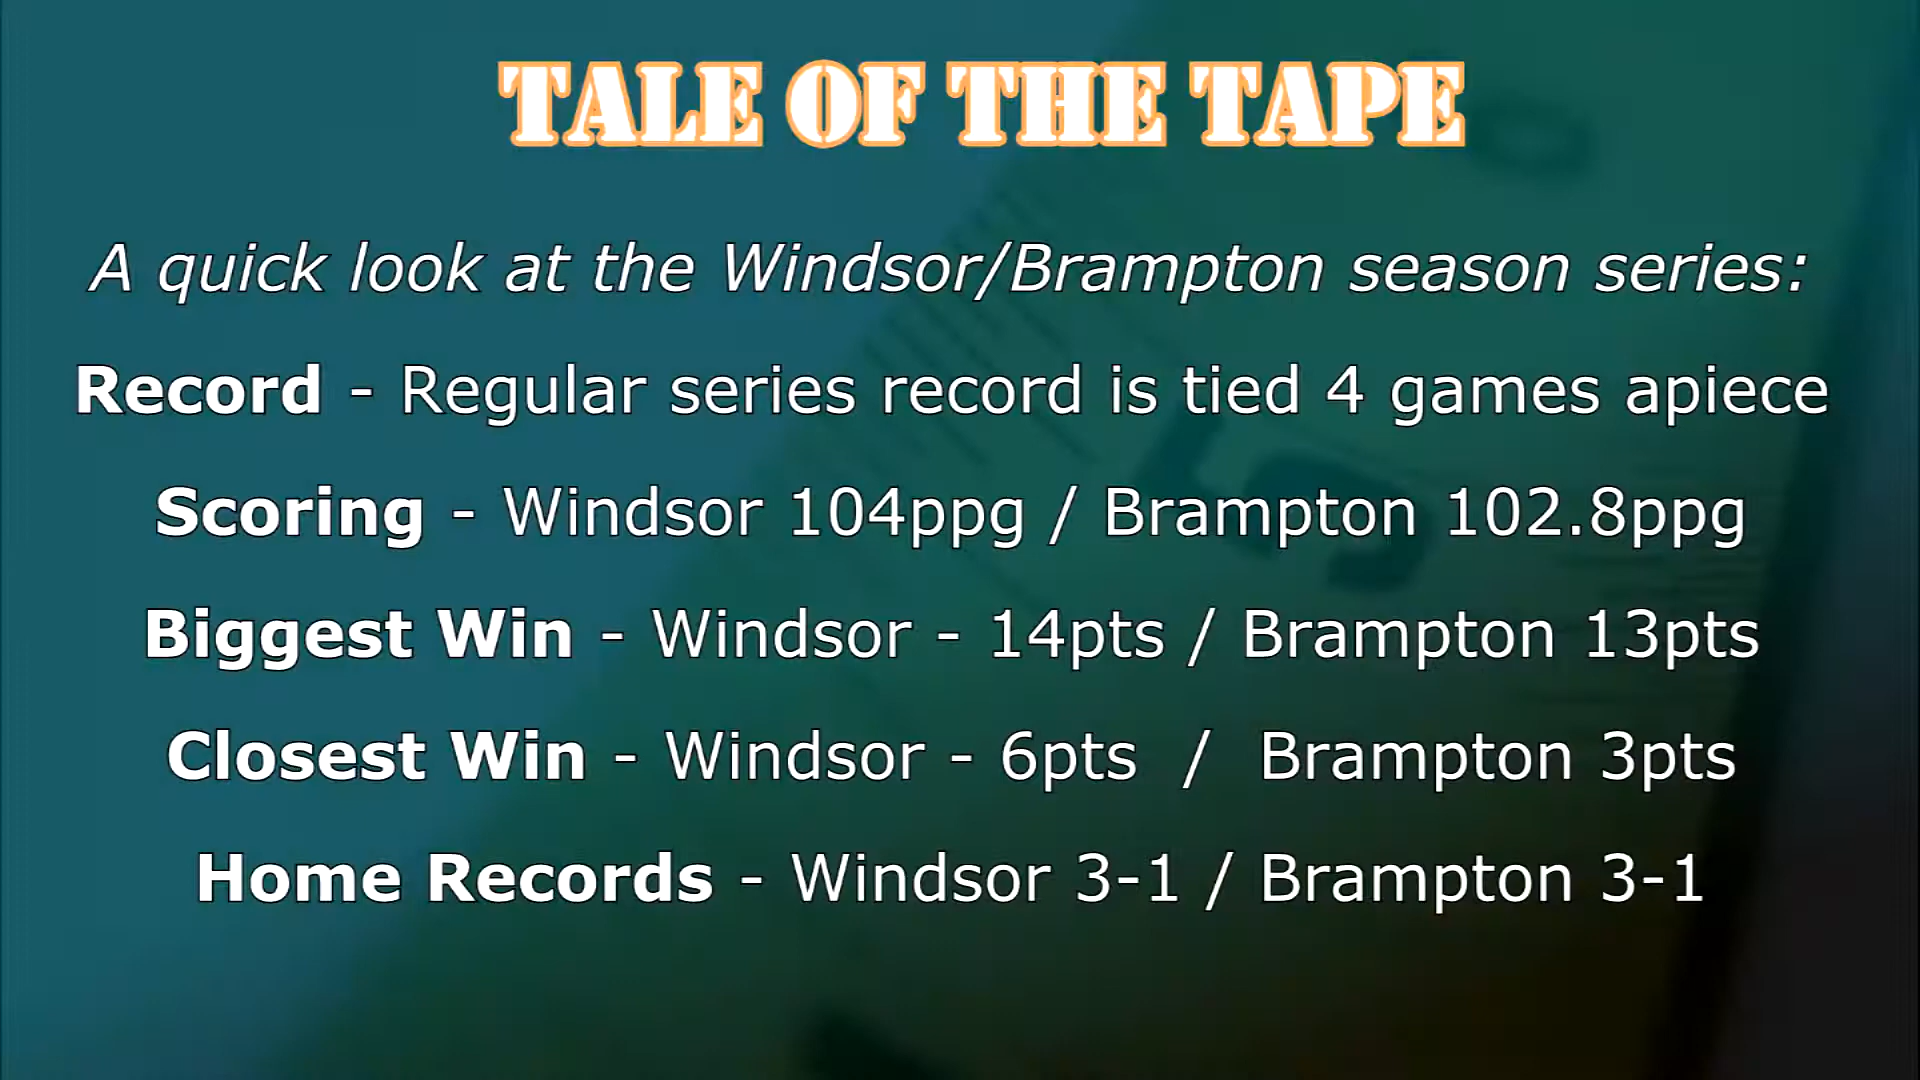 TALE OF THE TAPE
A quick look at the Windsor/Brampton season series:
Record - Regular series record is tied 4 games apiece
Scoring - Windsor 104ppg / Brampton 102.8ppg
Biggest Win - Windsor - 14pts / Brampton 13pts
Closest Win - Windsor - 6pts / Brampton 3pts
Home Records - Windsor 3-1 / Brampton 3-1